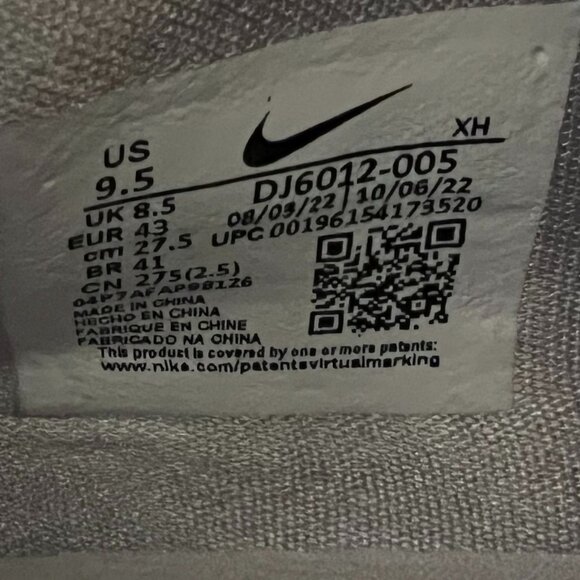 US
9.5
XH
UK 8.5
DJ6012-005
EUR 43
08/09/22 10/06/22
cm 27.5
UPC 00196154173520
BR 41
CN 275(2.5)
MADE IN CHINA
HECHO EN CHINA
FABRIQUE EN CHINE
FABRICADO NA CHINA
This product is covered by one or more patents:
www.nike.com/patentsvirtualmarking